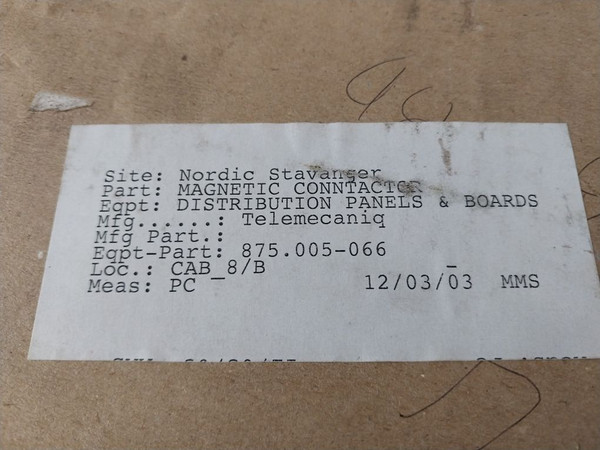 Site: Nordic Stavanger
Part: MAGNETIC CONNTACTOR
Eqpt: DISTRIBUTION PANELS & BOARDS
Mfg......: Telemecaniq
Mfg Part.:
Eqpt-Part: 875.005-066
Loc.: CAB_8/B
Meas: PC 12/03/03 MMS